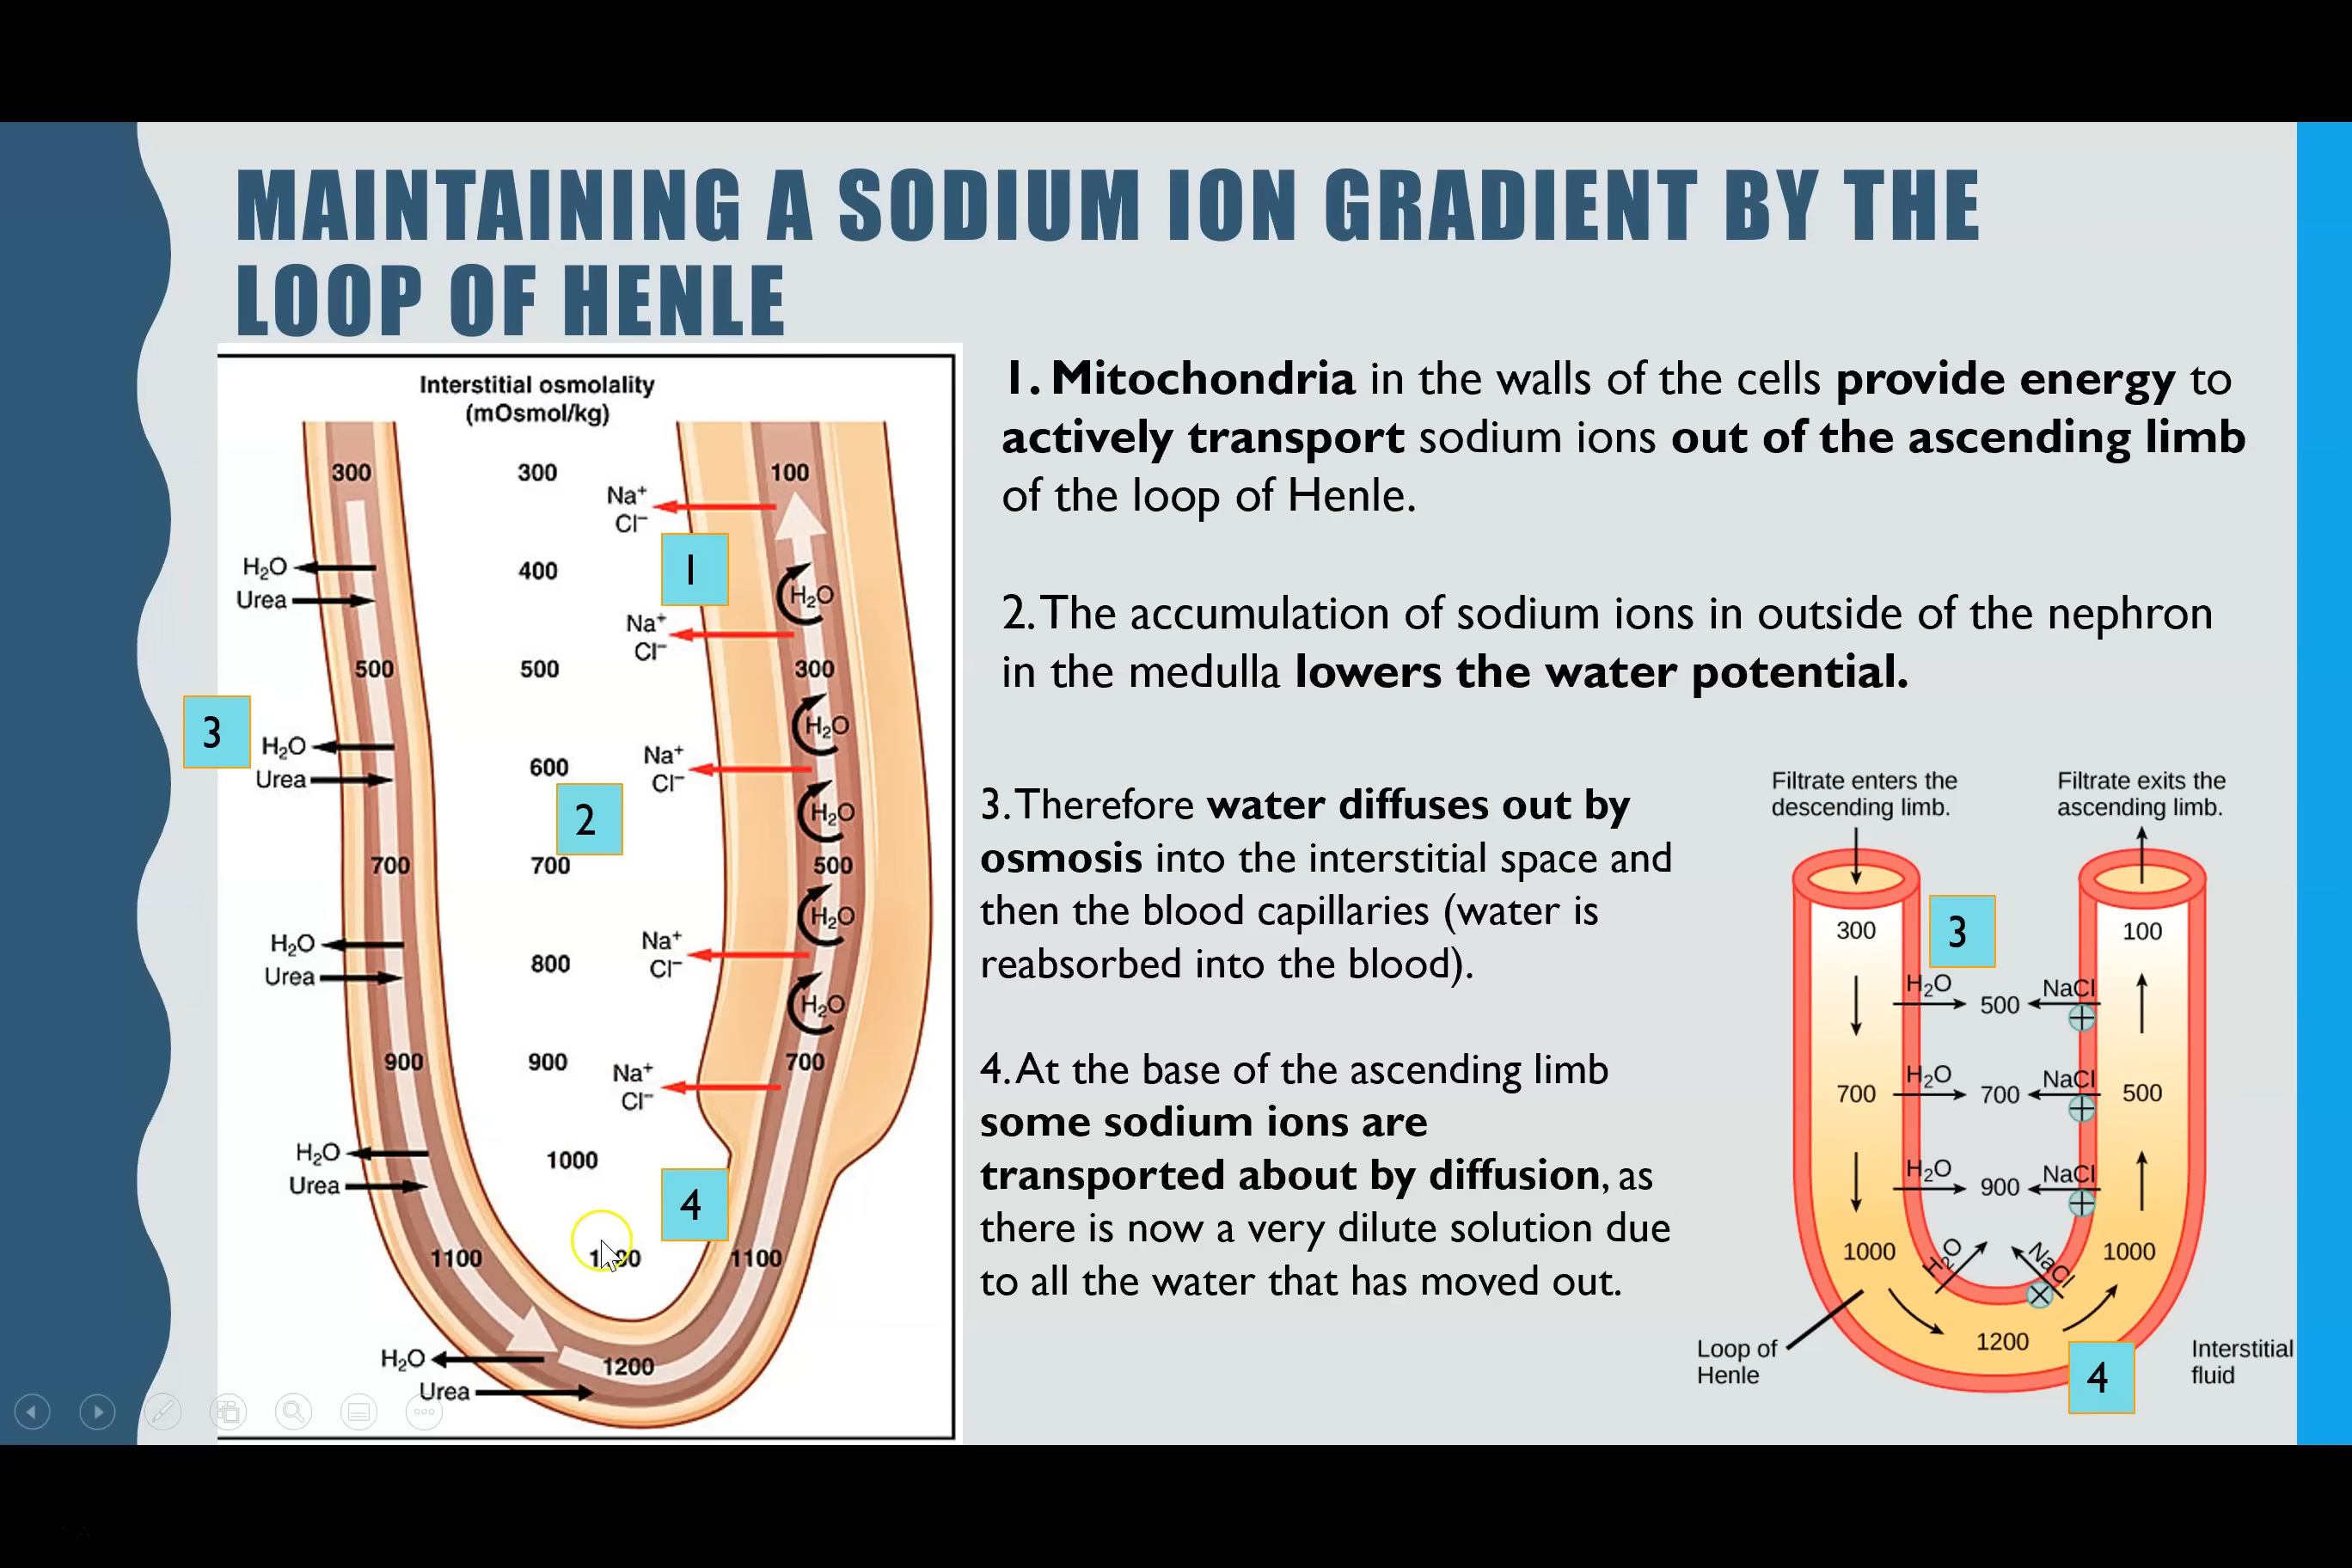 MAINTAINING A SODIUM ION GRADIENT BY THE
LOOP OF HENLE
Interstitial osmolality
(mOsmol/kg)
300
300
100
Na⁺
Cl⁻
H₂O
Urea
400
1
H₂O
Na⁺
Cl⁻
500
500
300
3
H₂O
Urea
600
Na⁺
Cl⁻
H₂O
2
H₂O
700
700
500
H₂O
Urea
800
Na⁺
Cl⁻
H₂O
H₂O
900
900
700
Na⁺
Cl⁻
H₂O
Urea
1000
4
1100
1100
H₂O
Urea
1200
1. Mitochondria in the walls of the cells provide energy to
actively transport sodium ions out of the ascending limb
of the loop of Henle.
2. The accumulation of sodium ions in outside of the nephron
in the medulla lowers the water potential.
3. Therefore water diffuses out by
osmosis into the interstitial space and
then the blood capillaries (water is
reabsorbed into the blood).
4. At the base of the ascending limb
some sodium ions are
transported about by diffusion, as
there is now a very dilute solution due
to all the water that has moved out.
Filtrate enters the
descending limb.
Filtrate exits the
ascending limb.
300
3
100
H₂O
500
NaCl
700
H₂O
700
NaCl
500
H₂O
900
NaCl
1000
H₂O
NaCl
1000
1200
Loop of
Henle
4
Interstitial
fluid